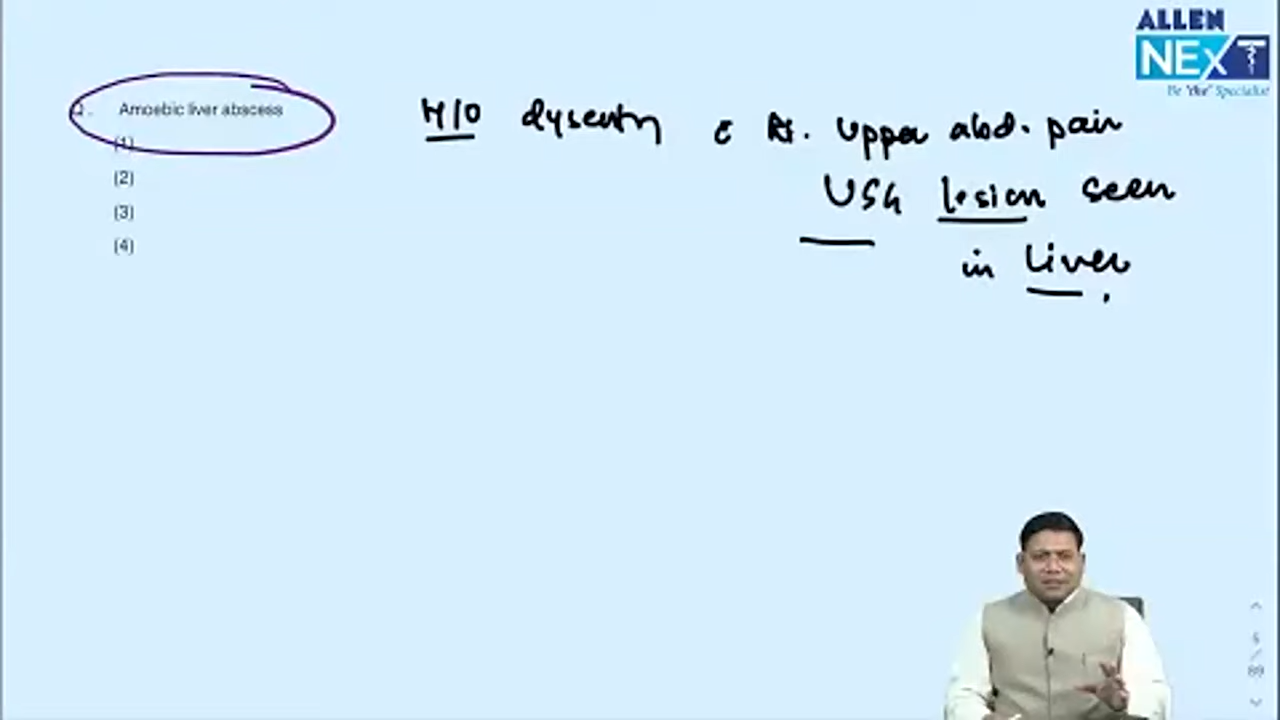 ALLEN
NEXT
Be "the" Specialist
Q. Amoebic liver abscess
(1)
(2)
(3)
(4)
H/O dysentry c Rt. Upper abd. pain
USG lesion seen
in Liver.
/
89